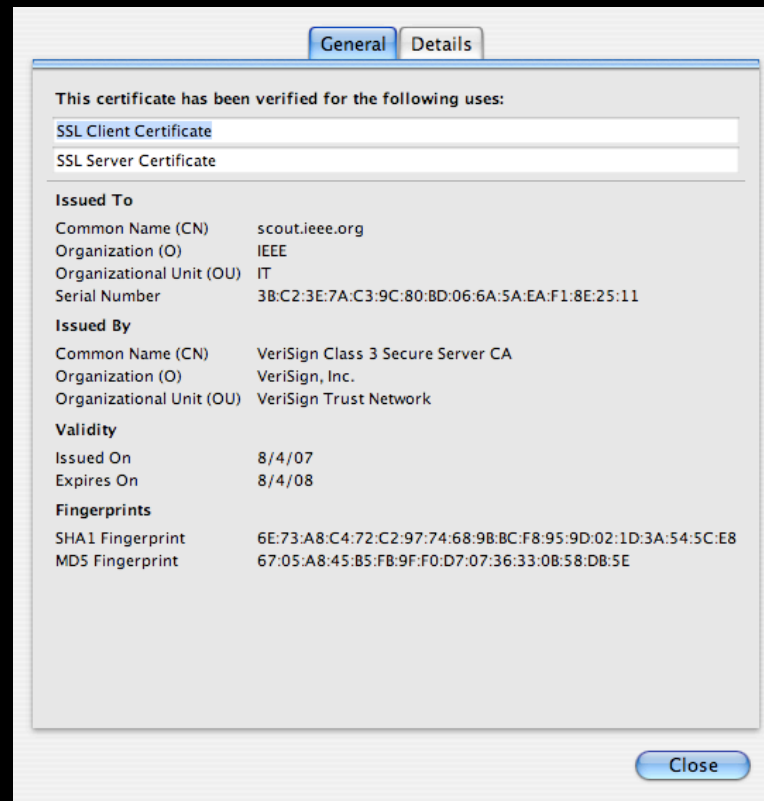 General Details
This certificate has been verified for the following uses:
SSL Client Certificate
SSL Server Certificate
Issued To
Common Name (CN) scout.ieee.org
Organization (O) IEEE
Organizational Unit (OU) IT
Serial Number 3B:C2:3E:7A:C3:9C:80:BD:06:6A:5A:EA:F1:8E:25:11
Issued By
Common Name (CN) VeriSign Class 3 Secure Server CA
Organization (O) VeriSign, Inc.
Organizational Unit (OU) VeriSign Trust Network
Validity
Issued On 8/4/07
Expires On 8/4/08
Fingerprints
SHA1 Fingerprint 6E:73:A8:C4:72:C2:97:74:68:9B:BC:F8:95:9D:02:1D:3A:54:5C:E8
MD5 Fingerprint 67:05:A8:45:B5:FB:9F:F0:D7:07:36:33:0B:58:DB:5E
Close